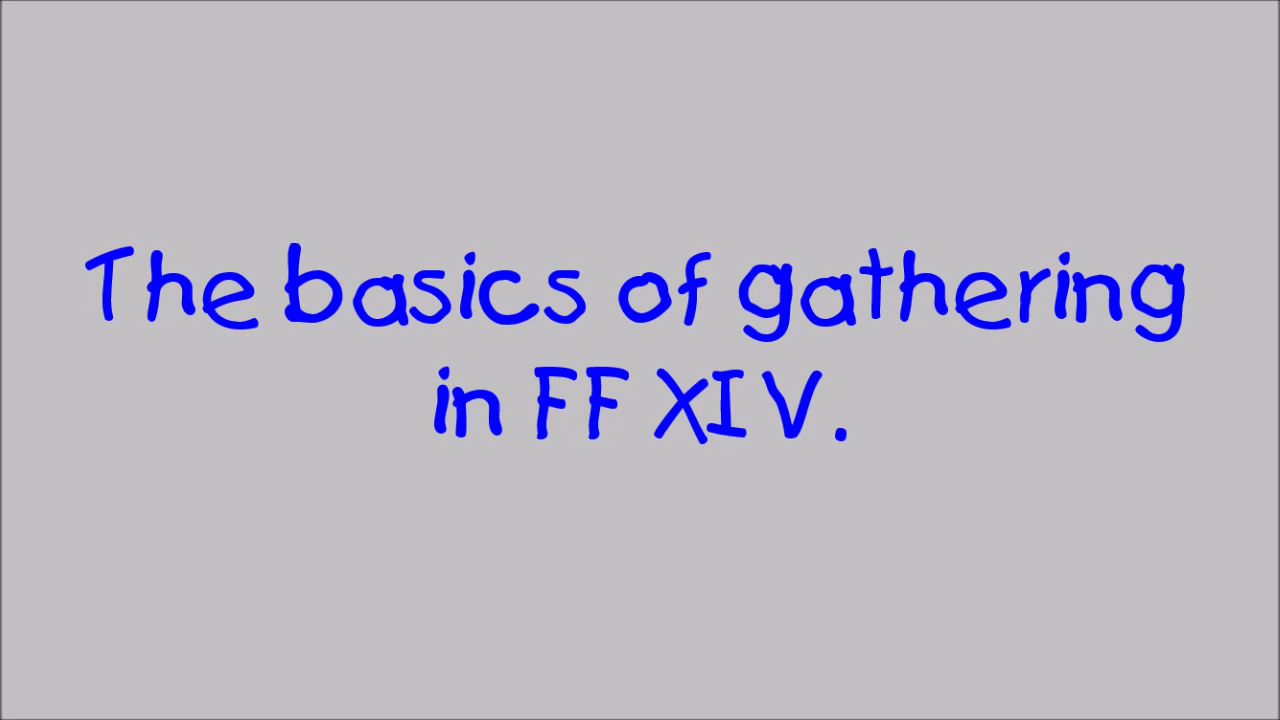 The basics of gathering
in FF XIV.